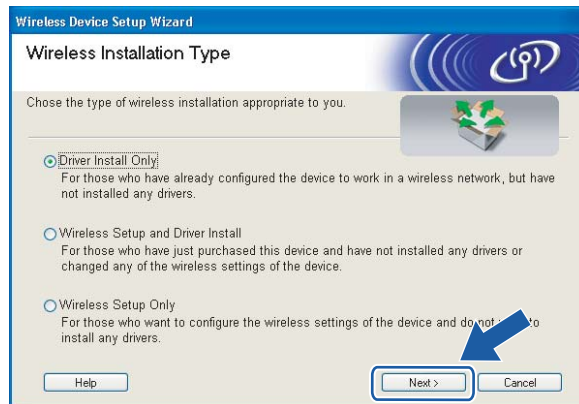 Wireless Device Setup Wizard
Wireless Installation Type
Choose the type of wireless installation appropriate to you.
Driver Install Only
For those who have already configured the device to work in a wireless network, but have
not installed any drivers.
Wireless Setup and Driver Install
For those who have just purchased this device and have not installed any drivers or
changed any of the wireless settings of the device.
Wireless Setup Only
For those who want to configure the wireless settings of the device and do not to
install any drivers.
Help
Next >
Cancel